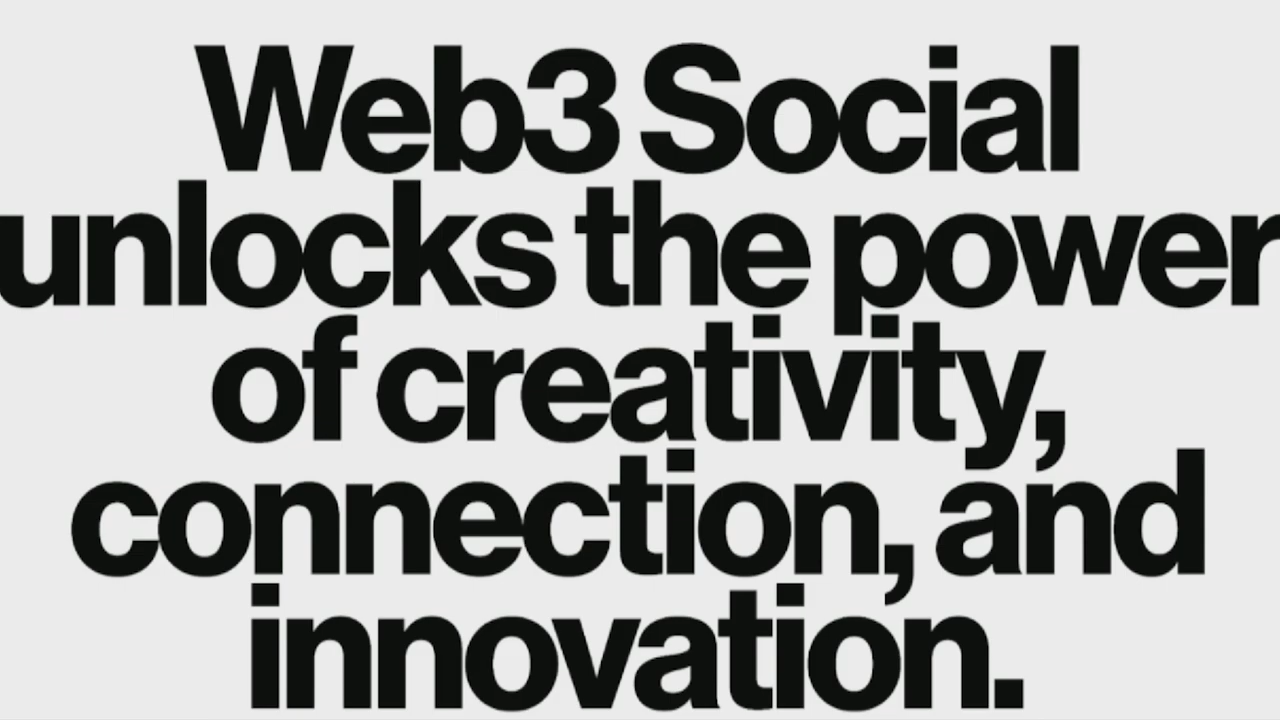 Web3 Social
unlocks the power
of creativity,
connection, and
innovation.